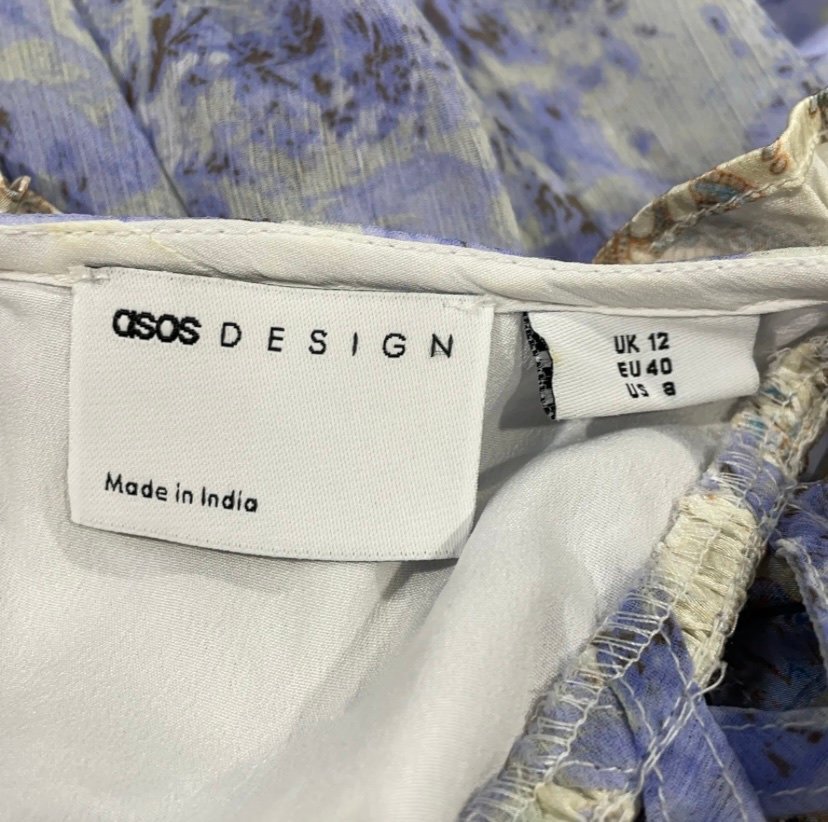 asos DESIGN
Made in India
UK 12
EU 40
US 8